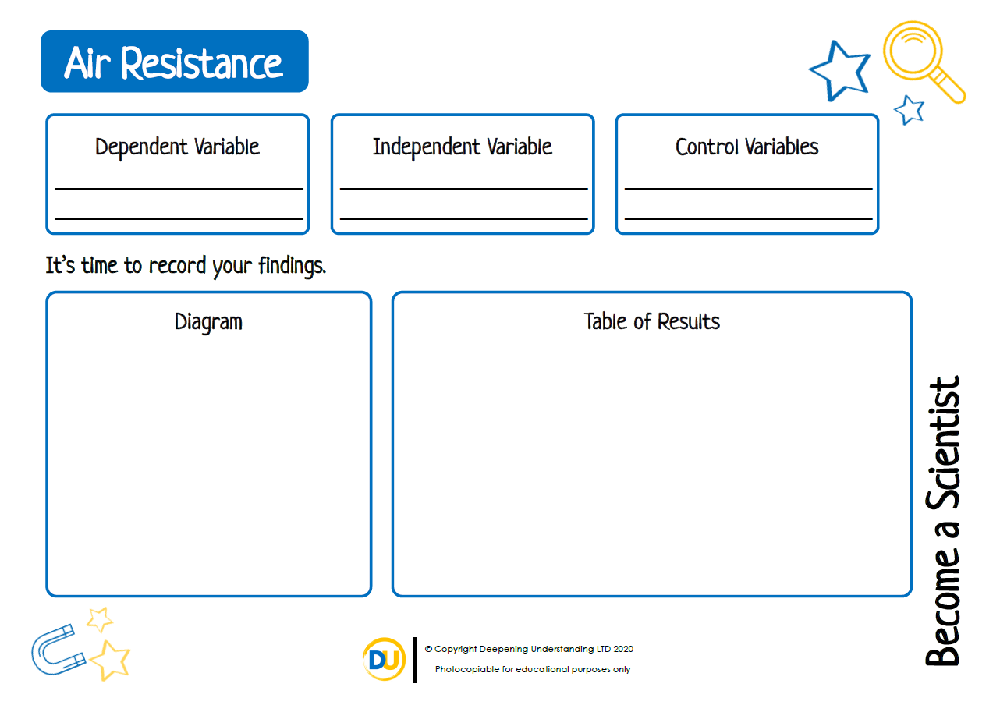 Air Resistance
Dependent Variable
Independent Variable
Control Variables
It's time to record your findings.
Diagram
Table of Results
Become a Scientist
DU
© Copyright Deepening Understanding LTD 2020
Photocopiable for educational purposes only